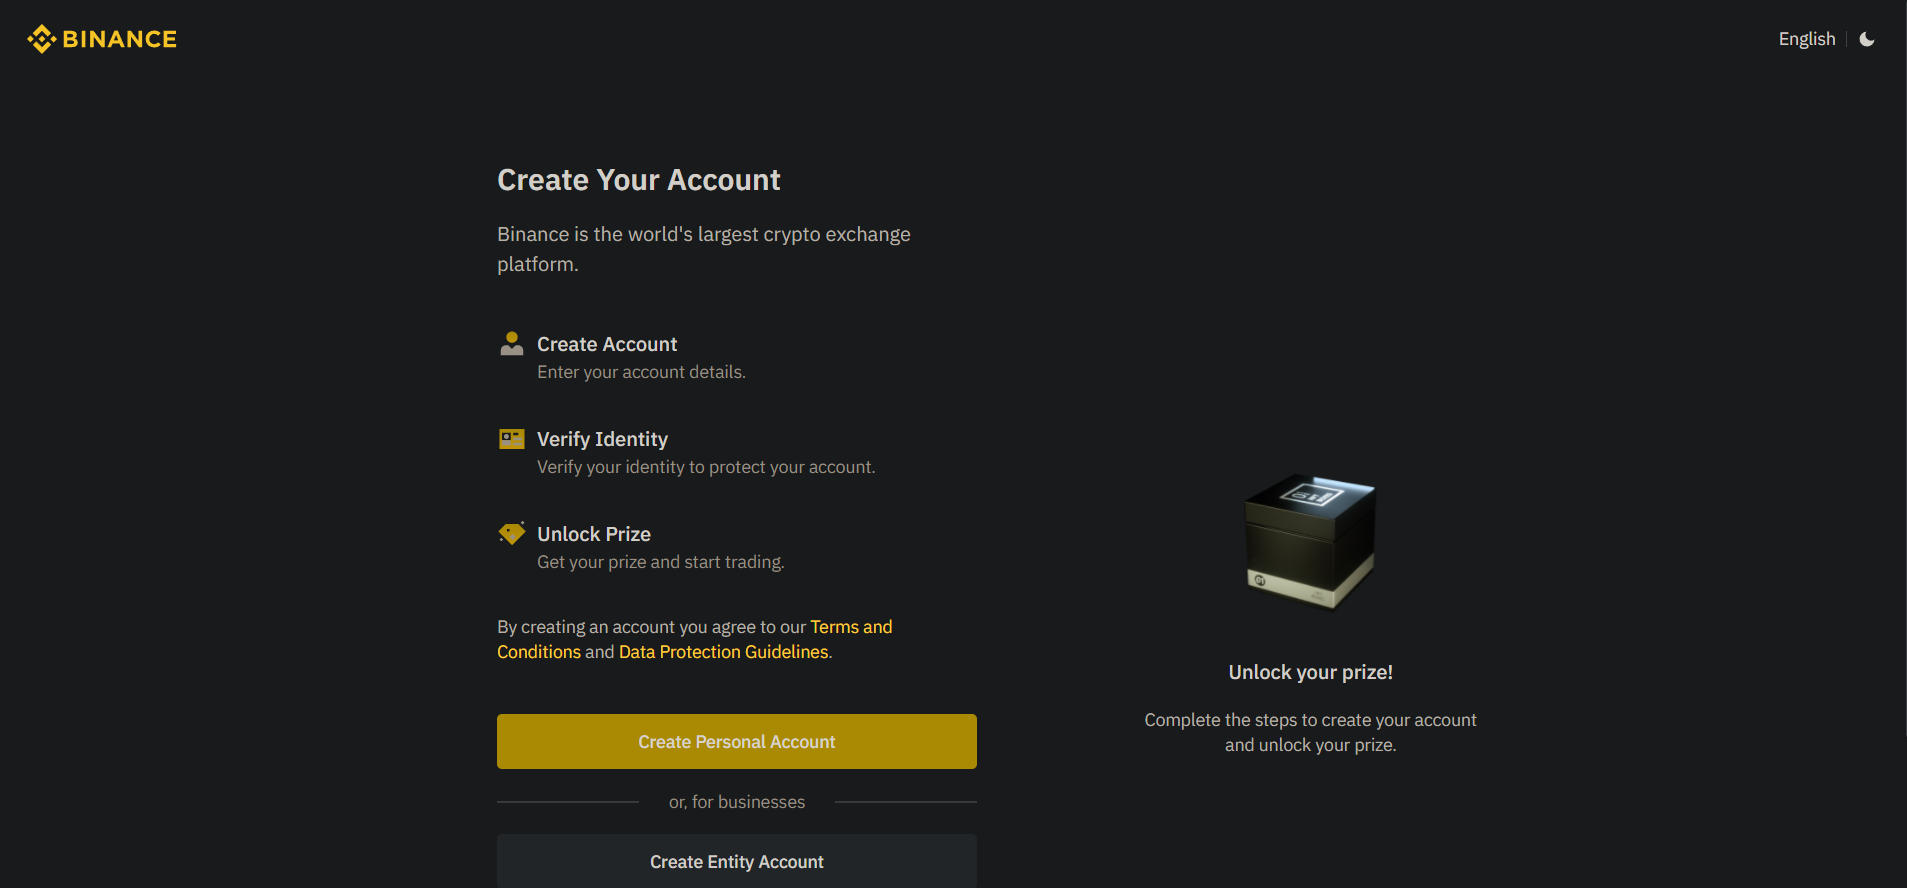 BINANCE
English
Create Your Account
Binance is the world's largest crypto exchange
platform.
Create Account
Enter your account details.
Verify Identity
Verify your identity to protect your account.
Unlock Prize
Get your prize and start trading.
By creating an account you agree to our Terms and
Conditions and Data Protection Guidelines.
Create Personal Account
or, for businesses
Create Entity Account
Unlock your prize!
Complete the steps to create your account
and unlock your prize.